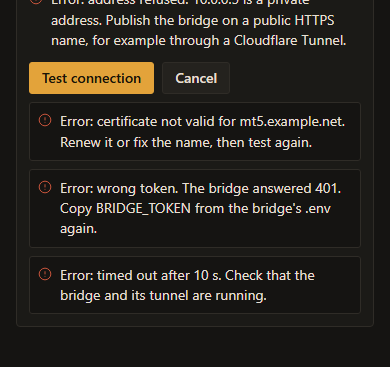 Error: address refused. 10.0.0.5 is a private
address. Publish the bridge on a public HTTPS
name, for example through a Cloudflare Tunnel.
Test connection
Cancel
Error: certificate not valid for mt5.example.net.
Renew it or fix the name, then test again.
Error: wrong token. The bridge answered 401.
Copy BRIDGE_TOKEN from the bridge's .env
again.
Error: timed out after 10 s. Check that the
bridge and its tunnel are running.